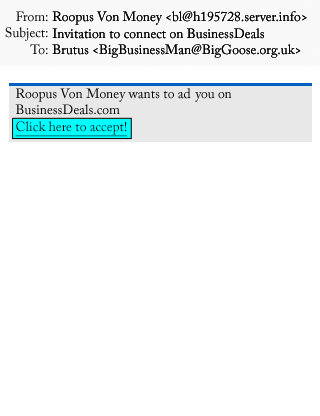 From: Roopus Von Money <bl@h195728.server.info>
Subject: Invitation to connect on BusinessDeals
To: Brutus <BigBusinessMan@BigGoose.org.uk>
Roopus Von Money wants to ad you on
BusinessDeals.com
Click here to accept!